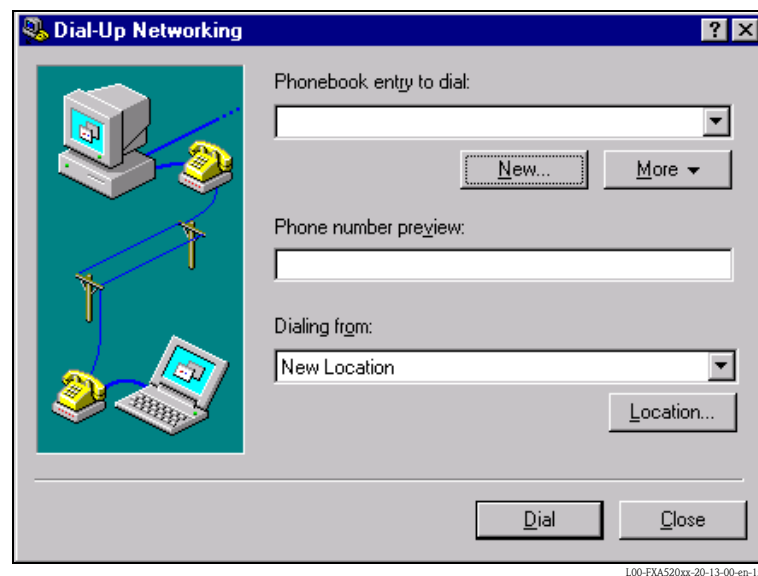 Dial-Up Networking
Phonebook entry to dial:
New...
More
Phone number preview:
Dialing from:
New Location
Location...
Dial
Close
L00-FXA520xx-20-13-00-en-1